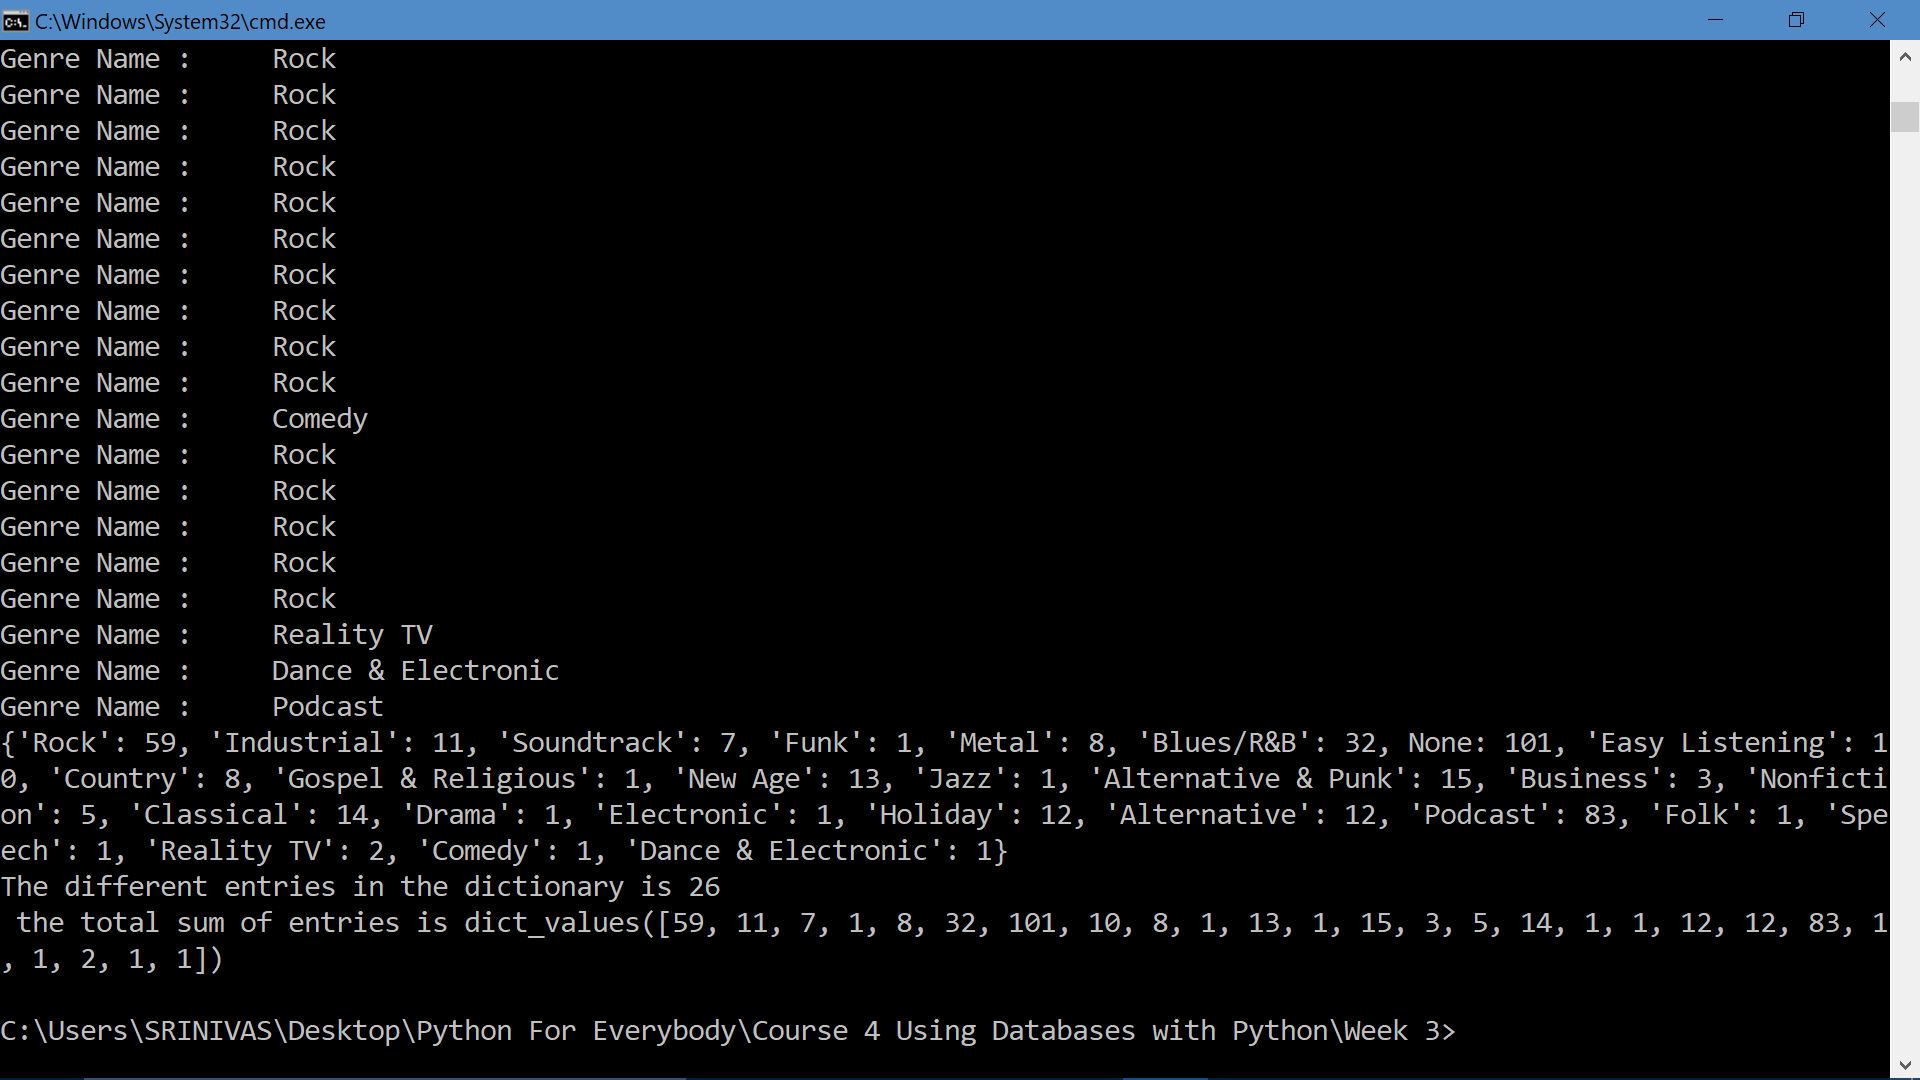 C:\Windows\System32\cmd.exe
Genre Name :     Rock
Genre Name :     Rock
Genre Name :     Rock
Genre Name :     Rock
Genre Name :     Rock
Genre Name :     Rock
Genre Name :     Rock
Genre Name :     Rock
Genre Name :     Rock
Genre Name :     Rock
Genre Name :     Comedy
Genre Name :     Rock
Genre Name :     Rock
Genre Name :     Rock
Genre Name :     Rock
Genre Name :     Rock
Genre Name :     Reality TV
Genre Name :     Dance & Electronic
Genre Name :     Podcast
{'Rock': 59, 'Industrial': 11, 'Soundtrack': 7, 'Funk': 1, 'Metal': 8, 'Blues/R&B': 32, None: 101, 'Easy Listening': 1
0, 'Country': 8, 'Gospel & Religious': 1, 'New Age': 13, 'Jazz': 1, 'Alternative & Punk': 15, 'Business': 3, 'Nonficti
on': 5, 'Classical': 14, 'Drama': 1, 'Electronic': 1, 'Holiday': 12, 'Alternative': 12, 'Podcast': 83, 'Folk': 1, 'Spe
ech': 1, 'Reality TV': 2, 'Comedy': 1, 'Dance & Electronic': 1}
The different entries in the dictionary is 26
 the total sum of entries is dict_values([59, 11, 7, 1, 8, 32, 101, 10, 8, 1, 13, 1, 15, 3, 5, 14, 1, 1, 12, 12, 83, 1
, 1, 2, 1, 1])
C:\Users\SRINIVAS\Desktop\Python For Everybody\Course 4 Using Databases with Python\Week 3>